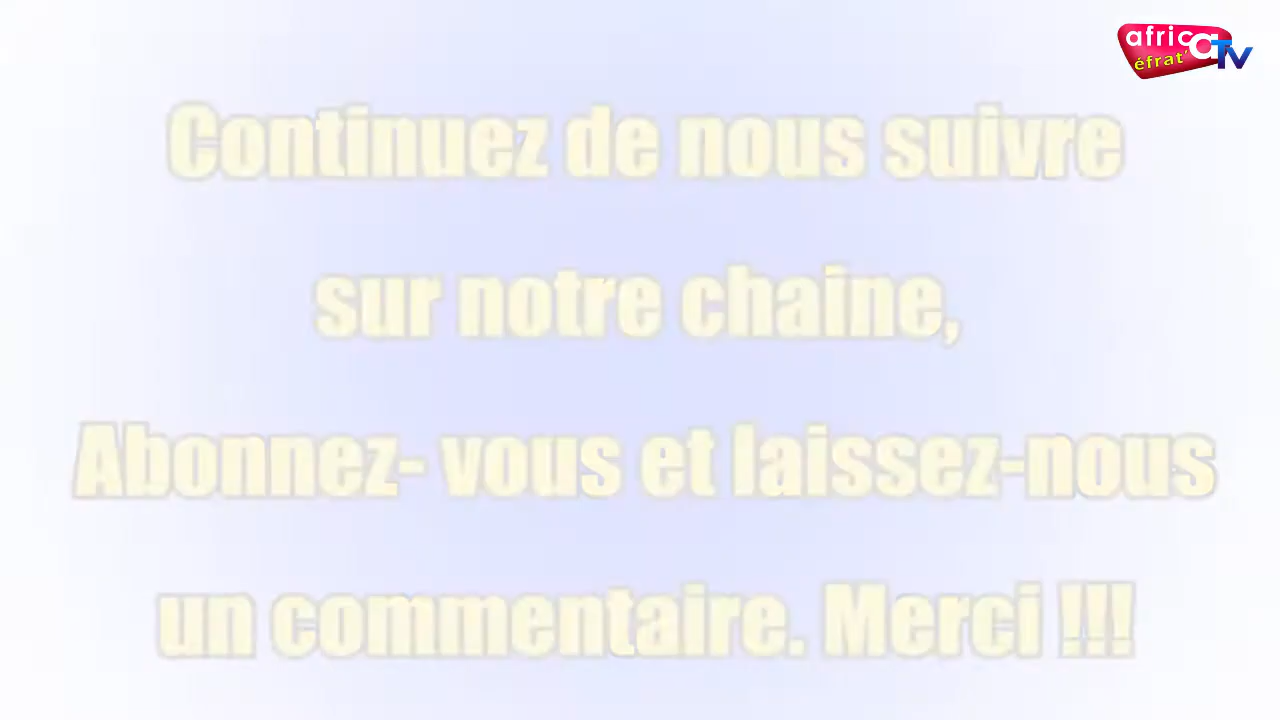 africa
éfrat' TV
Continuez de nous suivre
sur notre chaine,
Abonnez- vous et laissez-nous
un commentaire. Merci !!!